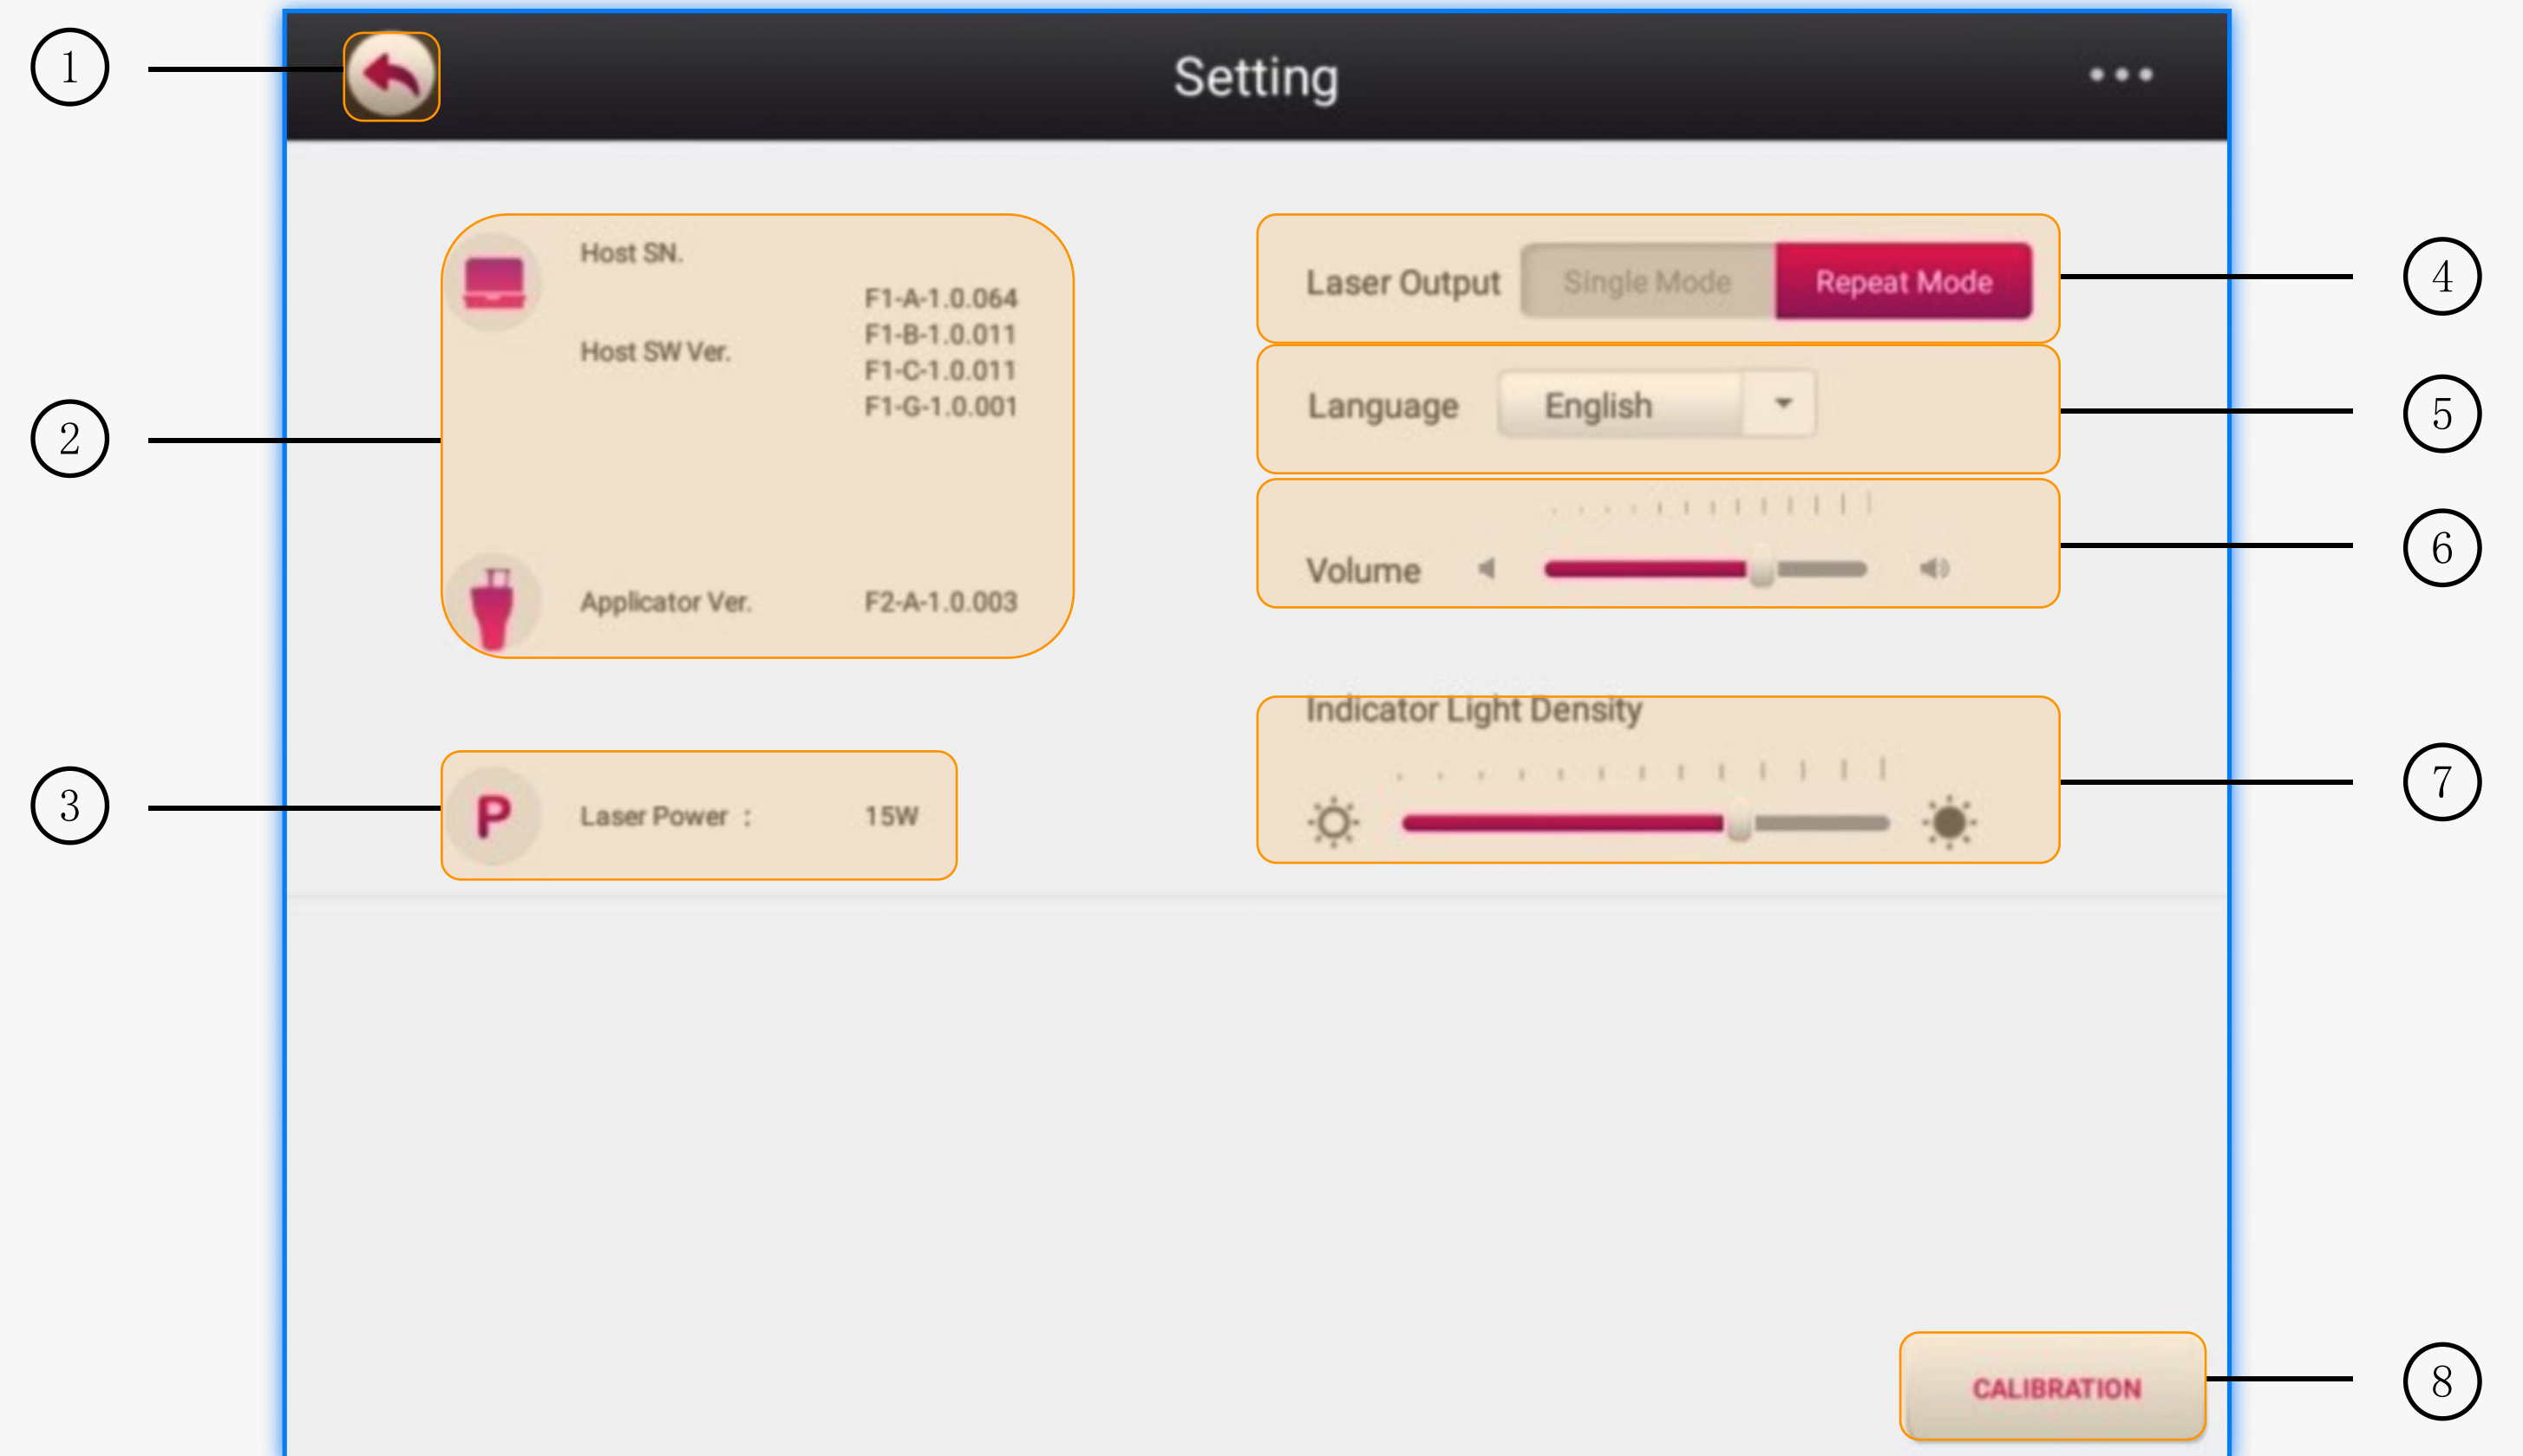 1
Setting
Host SN.
Host SW Ver.
F1-A-1.0.064
F1-B-1.0.011
F1-C-1.0.011
F1-G-1.0.001
2
Applicator Ver. F2-A-1.0.003
3
P Laser Power : 15W
Laser Output Single Mode Repeat Mode
4
Language English
5
Volume
6
Indicator Light Density
7
CALIBRATION
8